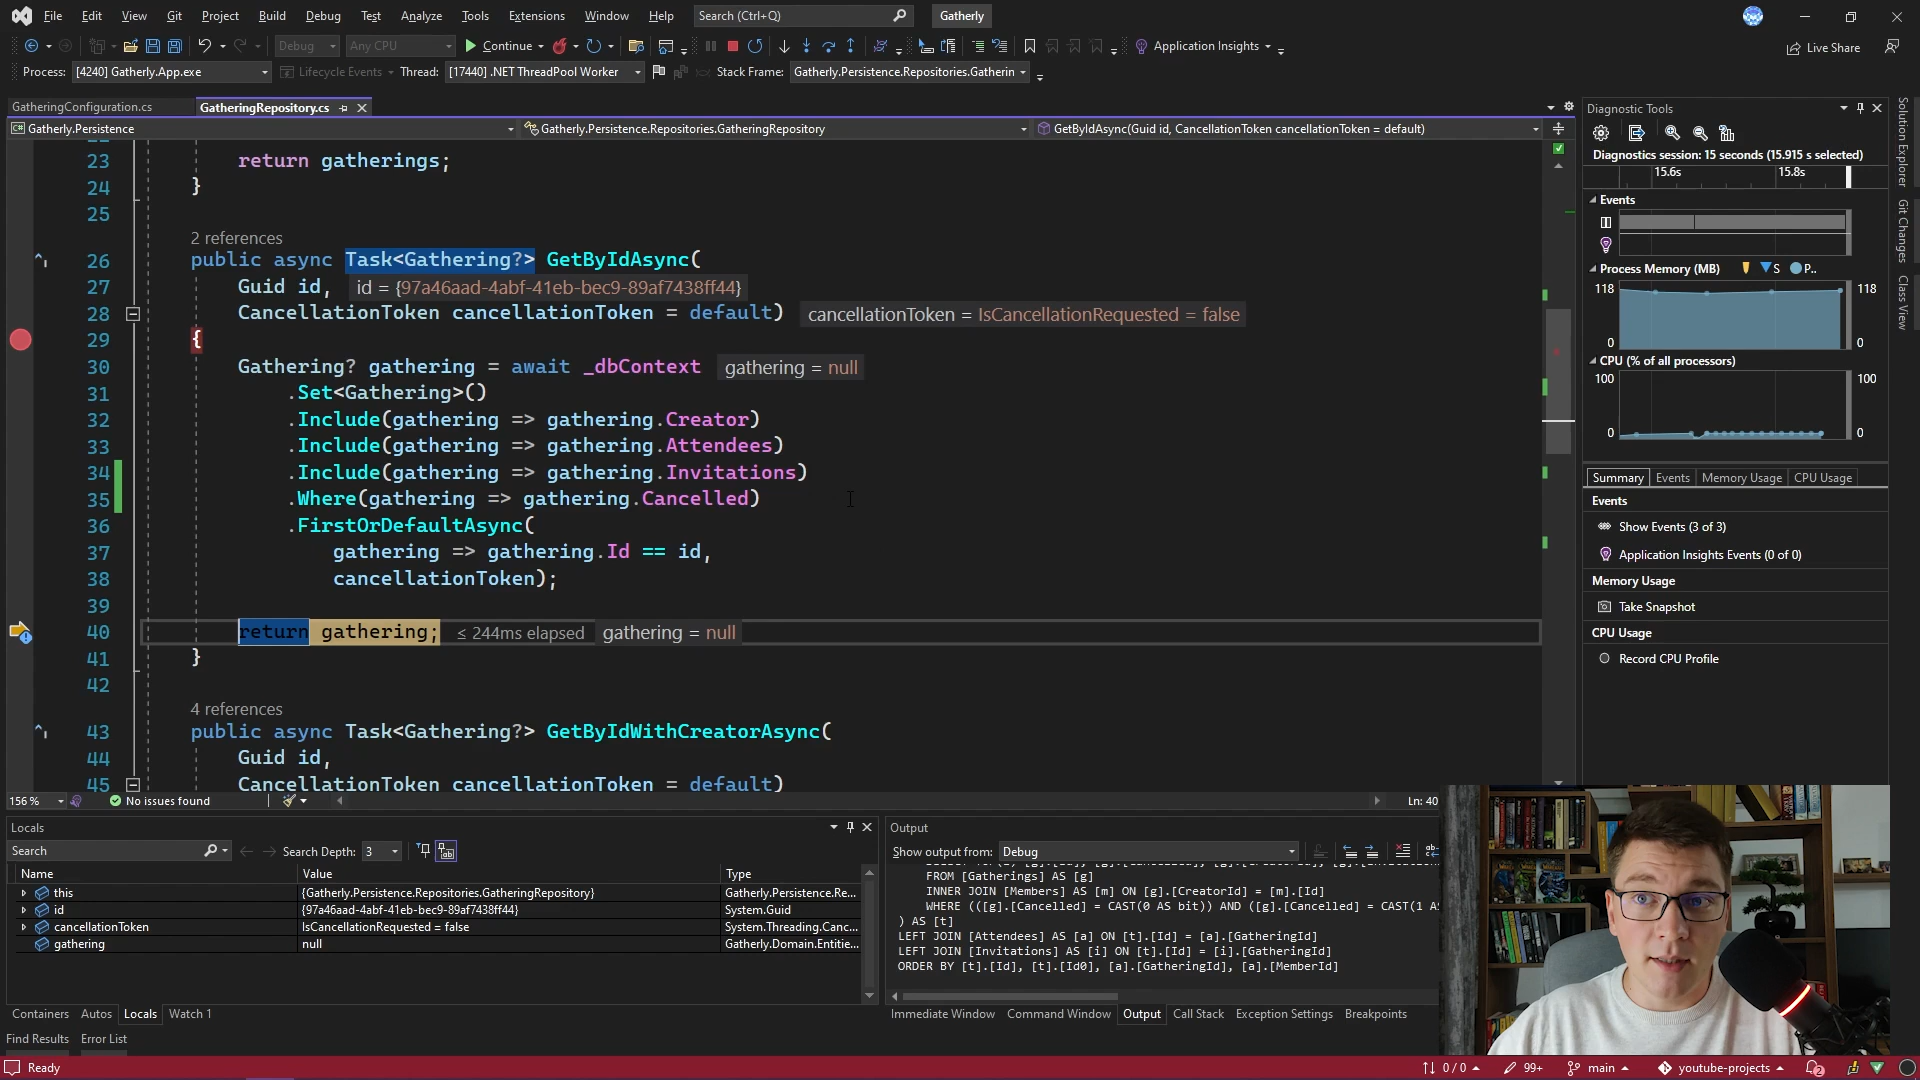 File Edit View Git Project Build Debug Test Analyze Tools Extensions Window Help Search (Ctrl+Q) Gatherly
Debug Any CPU Continue Application Insights Live Share
Process: [4240] Gatherly.App.exe Lifecycle Events Thread: [17440] .NET ThreadPool Worker Stack Frame: Gatherly.Persistence.Repositories.Gatherin
GatheringConfiguration.cs GatheringRepository.cs
Gatherly.Persistence Gatherly.Persistence.Repositories.GatheringRepository GetByIdAsync(Guid id, CancellationToken cancellationToken = default)
23 return gatherings;
24 }
25
2 references
26 public async Task<Gathering?> GetByIdAsync(
27 Guid id, id = {97a46aad-4abf-41eb-bec9-89af7438ff44}
28 CancellationToken cancellationToken = default) cancellationToken = IsCancellationRequested = false
29 {
30 Gathering? gathering = await _dbContext gathering = null
31 .Set<Gathering>()
32 .Include(gathering => gathering.Creator)
33 .Include(gathering => gathering.Attendees)
34 .Include(gathering => gathering.Invitations)
35 .Where(gathering => gathering.Cancelled)
36 .FirstOrDefaultAsync(
37 gathering => gathering.Id == id,
38 cancellationToken);
39
40 return gathering; ≤ 244ms elapsed gathering = null
41 }
42
4 references
43 public async Task<Gathering?> GetByIdWithCreatorAsync(
44 Guid id,
45 CancellationToken cancellationToken = default)
156 % No issues found Ln: 40
Diagnostic Tools
Diagnostics session: 15 seconds (15.915 s selected)
15.6s 15.8s
Events
Process Memory (MB) S P..
118 118
0 0
CPU (% of all processors)
100 100
0 0
Summary Events Memory Usage CPU Usage
Events
Show Events (3 of 3)
Application Insights Events (0 of 0)
Memory Usage
Take Snapshot
CPU Usage
Record CPU Profile
Solution Explorer
Git Changes
Class View
Locals
Search Search Depth: 3
Name Value Type
this {Gatherly.Persistence.Repositories.GatheringRepository} Gatherly.Persistence.Re...
id {97a46aad-4abf-41eb-bec9-89af7438ff44} System.Guid
cancellationToken IsCancellationRequested = false System.Threading.Canc...
gathering null Gatherly.Domain.Entitie...
Containers Autos Locals Watch 1
Find Results Error List
Output
Show output from: Debug
FROM [Gatherings] AS [g]
INNER JOIN [Members] AS [m] ON [g].[CreatorId] = [m].[Id]
WHERE (([g].[Cancelled] = CAST(0 AS bit)) AND ([g].[Cancelled] = CAST(1 AS
) AS [t]
LEFT JOIN [Attendees] AS [a] ON [t].[Id] = [a].[GatheringId]
LEFT JOIN [Invitations] AS [i] ON [t].[Id] = [i].[GatheringId]
ORDER BY [t].[Id], [t].[Id0], [a].[GatheringId], [a].[MemberId]
Immediate Window Command Window Output Call Stack Exception Settings Breakpoints
Ready 0 / 0 99+ main youtube-projects 2